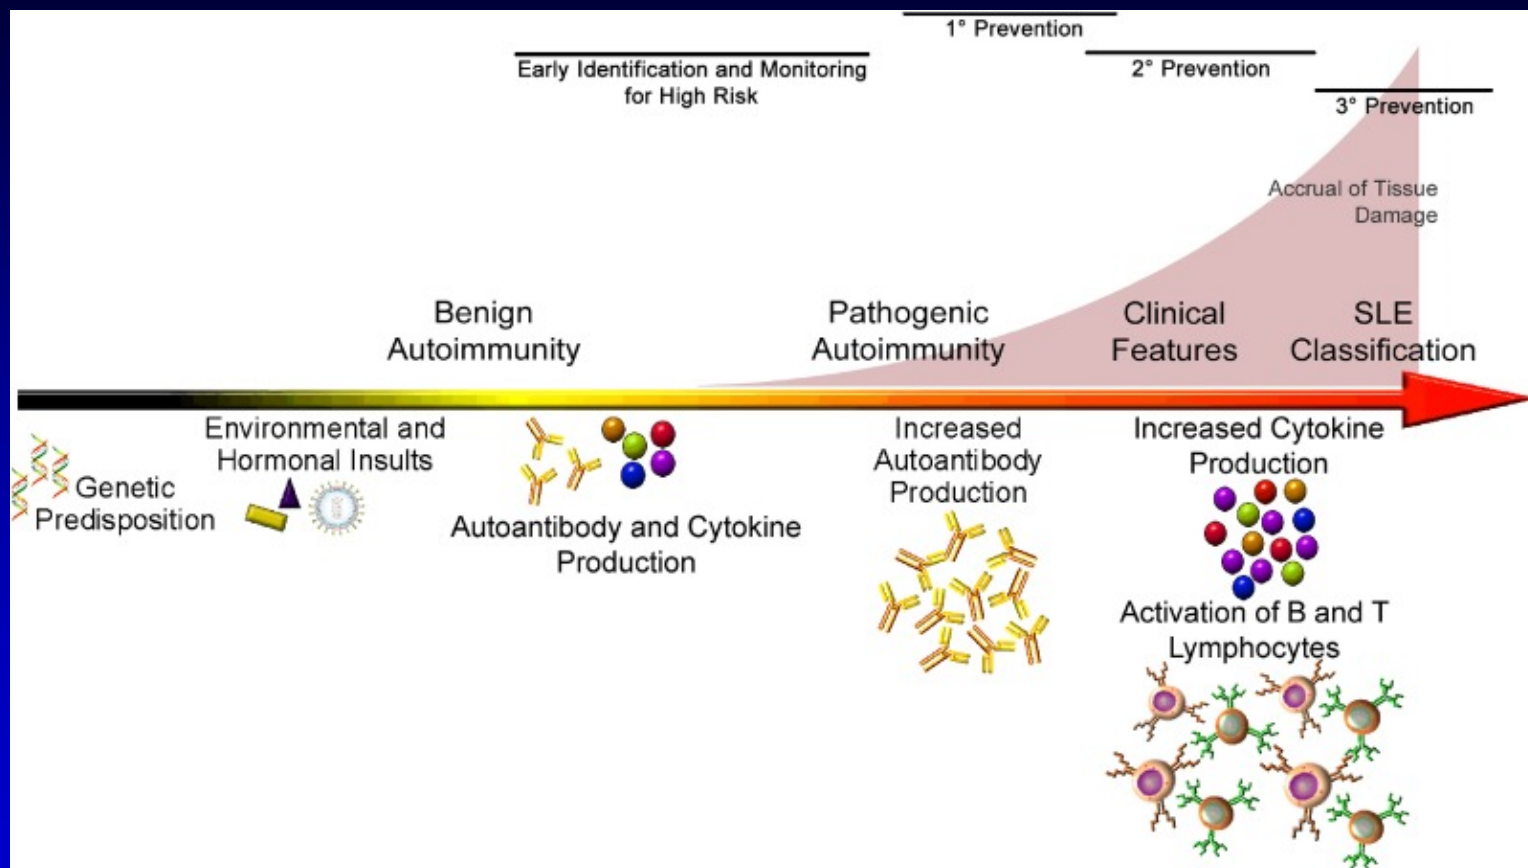 1° Prevention
Early Identification and Monitoring
for High Risk
2° Prevention
3° Prevention
Accrual of Tissue
Damage
Benign
Autoimmunity
Pathogenic
Autoimmunity
Clinical
Features
SLE
Classification
Genetic
Predisposition
Environmental and
Hormonal Insults
Autoantibody and Cytokine
Production
Increased
Autoantibody
Production
Increased Cytokine
Production
Activation of B and T
Lymphocytes